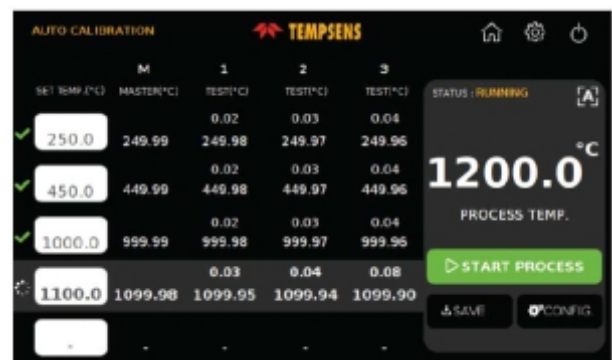 AUTO CALIBRATION
TEMPSENS
M 1 2 3
SET TEMP.(°C) MASTER(°C) TEST(°C) TEST(°C) TEST(°C)
0.02 0.03 0.04
250.0 249.99 249.98 249.97 249.96
0.02 0.03 0.04
450.0 449.99 449.98 449.97 449.96
0.02 0.03 0.04
1000.0 999.99 999.98 999.97 999.96
0.03 0.04 0.08
1100.0 1099.98 1099.95 1099.94 1099.90
- - - - -
STATUS : RUNNING [A]
°C
1200.0
PROCESS TEMP.
START PROCESS
SAVE CONFIG